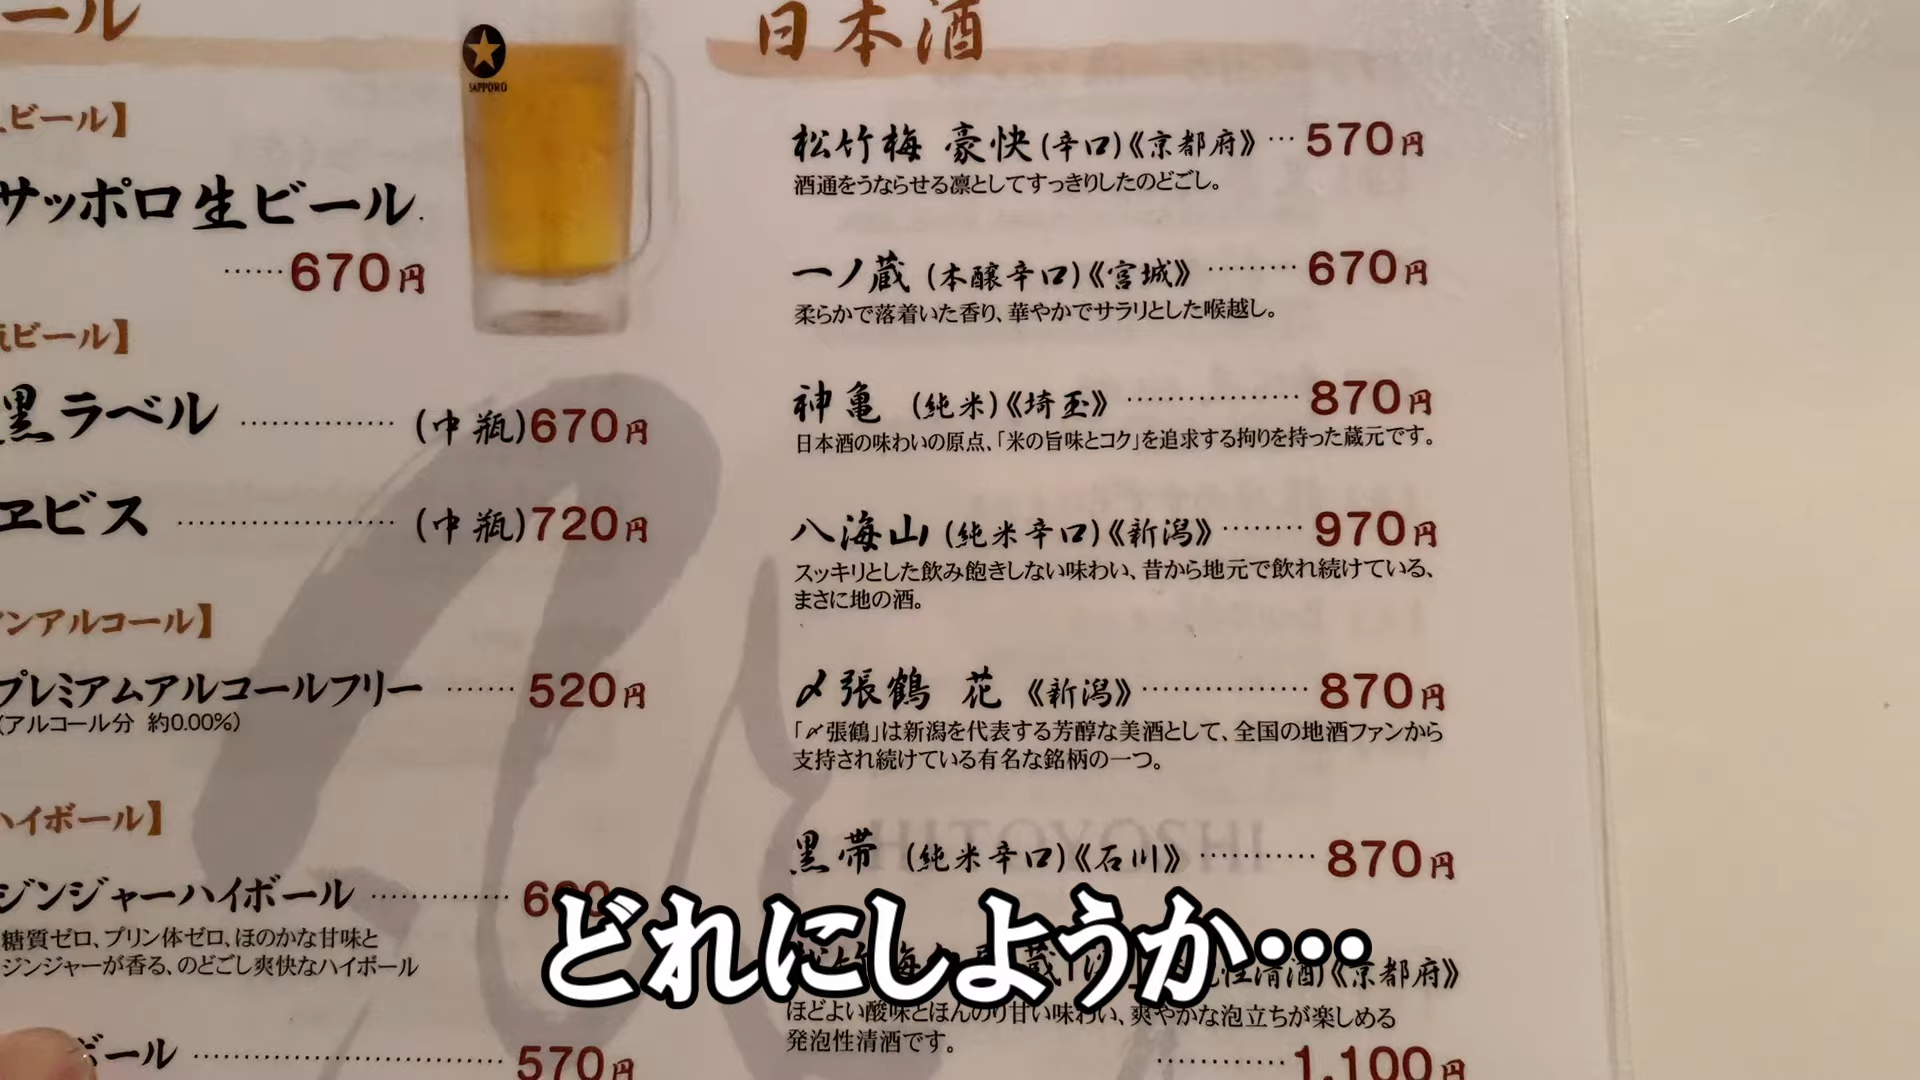 ール
SAPPORO
ビール】
サッポロ生ビール
……670円
ビール】
黒ラベル ……………(中瓶)670円
ヱビス …………………(中瓶)720円
ンアルコール】
プレミアムアルコールフリー ……520円
(アルコール分 約0.00%)
ハイボール】
ジンジャーハイボール …………
糖質ゼロ、プリン体ゼロ、ほのかな甘味と
ジンジャーが香る、のどごし爽快なハイボール
ボール …………………………570円
日本酒
松竹梅 豪快(辛口)《京都府》…570円
酒通をうならせる凛としてすっきりしたのどごし。
一ノ蔵 (本醸辛口)《宮城》………670円
柔らかで落着いた香り、華やかでサラリとした喉越し。
神亀 (純米)《埼玉》………………870円
日本酒の味わいの原点、「米の旨味とコク」を追求する拘りを持った蔵元です。
八海山(純米辛口)《新潟》………970円
スッキリとした飲み飽きしない味わい、昔から地元で飲れ続けている、
まさに地の酒。
〆張鶴 花 《新潟》………………870円
「〆張鶴」は新潟を代表する芳醇な美酒として、全国の地酒ファンから
支持され続けている有名な銘柄の一つ。
黒帯 (純米辛口)《石川》…………870円
どれにしようか…
性清酒)《京都府》
ほどよい酸味とほんのり甘い味わい、爽やかな泡立ちが楽しめる
発泡性清酒です。
…………1,100円